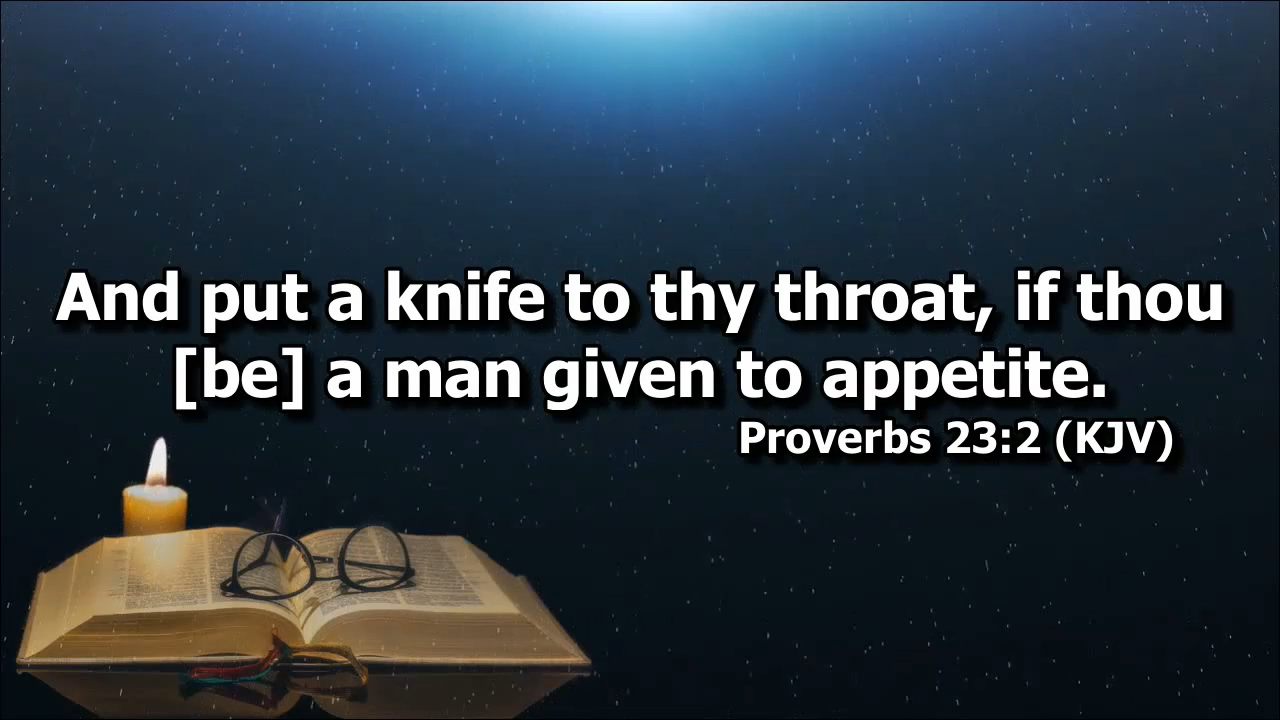 And put a knife to thy throat, if thou
[be] a man given to appetite.
Proverbs 23:2 (KJV)